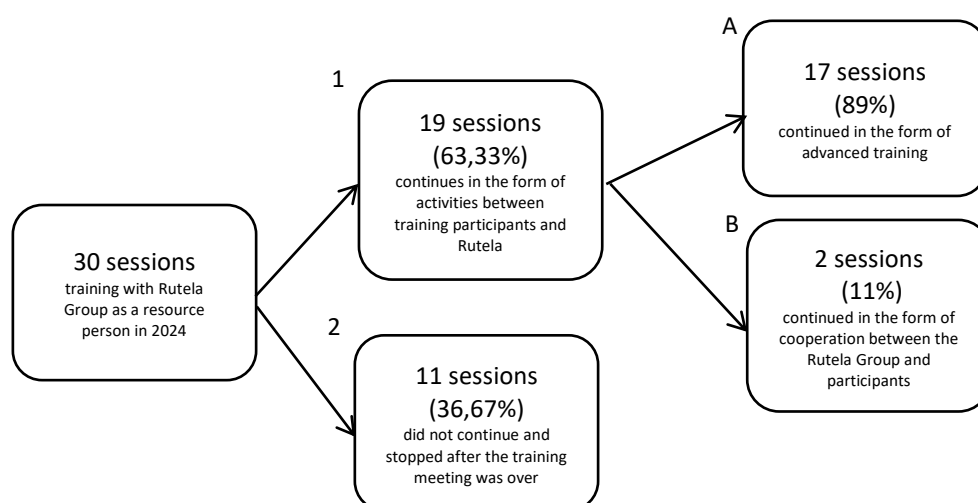 30 sessions
training with Rutela
Group as a resource
person in 2024
1
19 sessions
(63,33%)
continues in the form of
activities between
training participants and
Rutela
2
11 sessions
(36,67%)
did not continue and
stopped after the training
meeting was over
A
17 sessions
(89%)
continued in the form of
advanced training
B
2 sessions
(11%)
continued in the form of
cooperation between the
Rutela Group and
participants